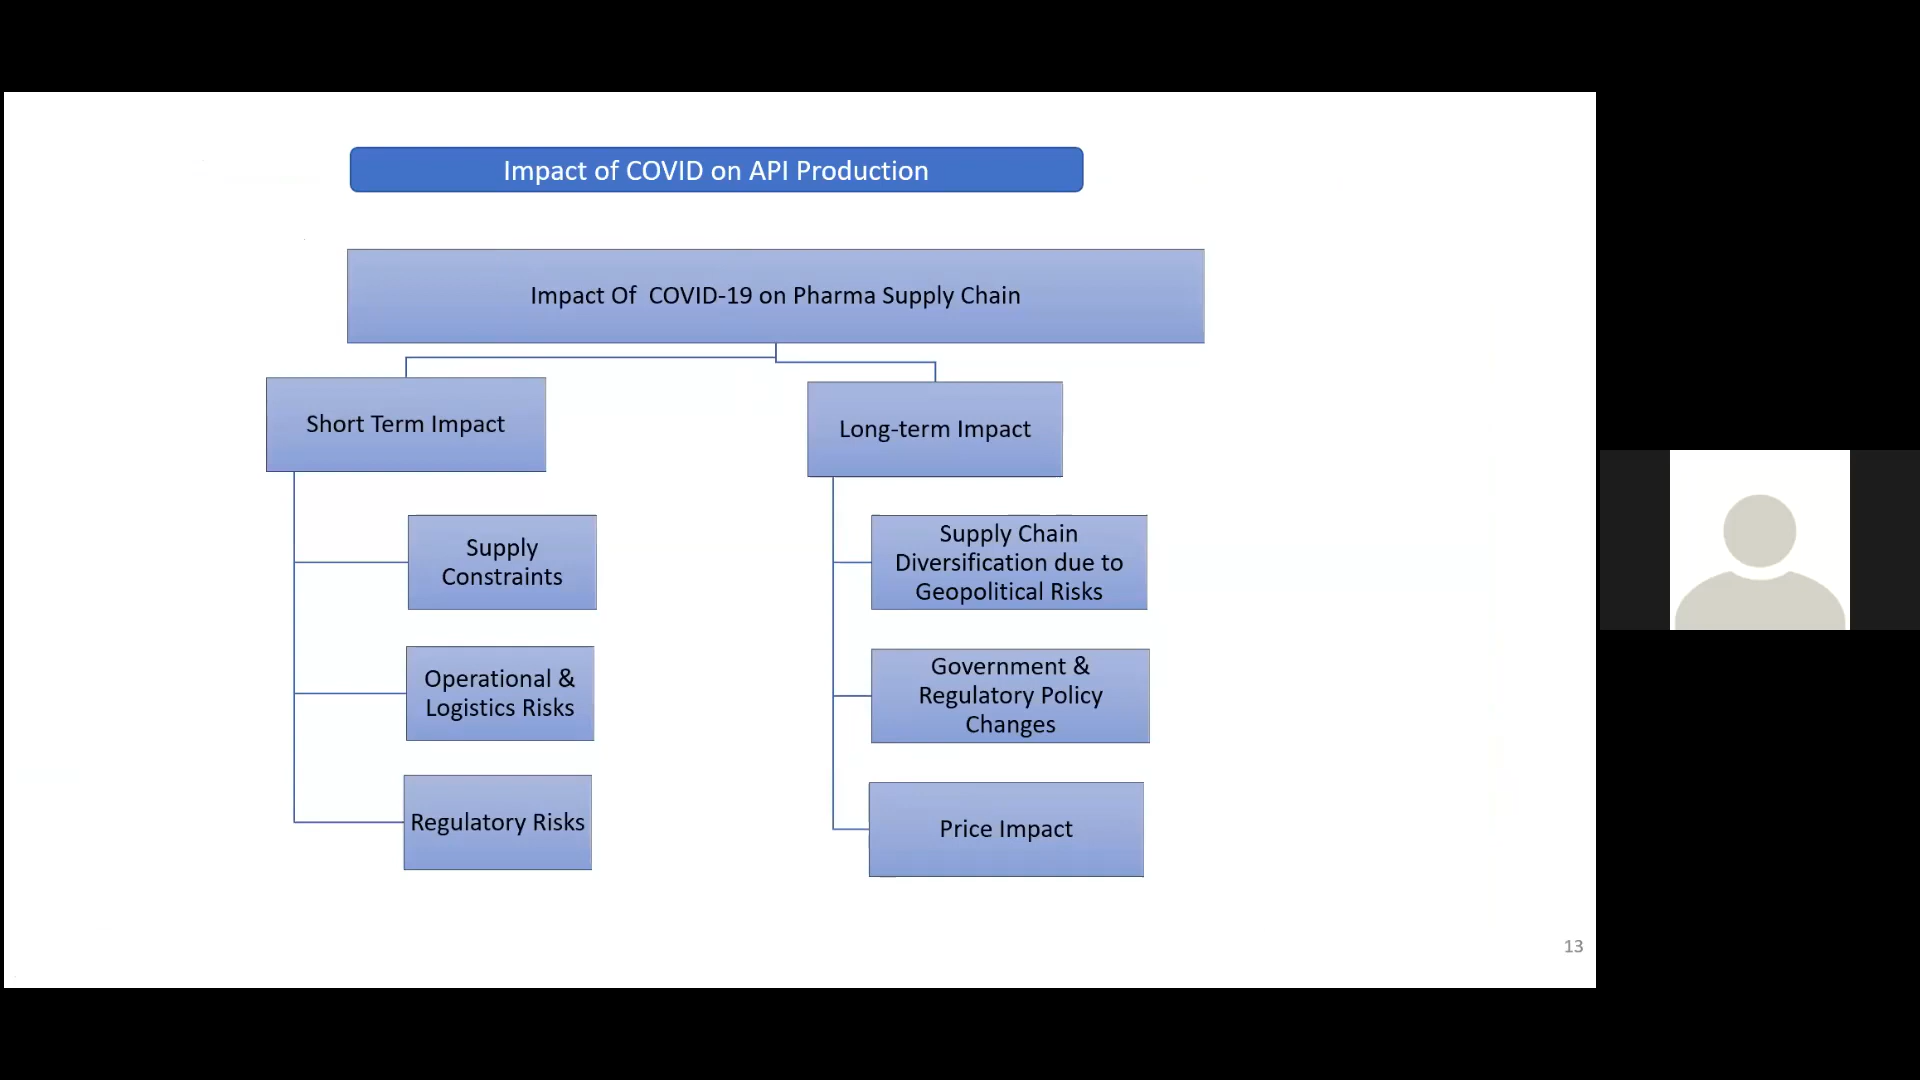 Impact of COVID on API Production
Impact Of  COVID-19 on Pharma Supply Chain
Short Term Impact
Supply
Constraints
Operational &
Logistics Risks
Regulatory Risks
Long-term Impact
Supply Chain
Diversification due to
Geopolitical Risks
Government &
Regulatory Policy
Changes
Price Impact
13